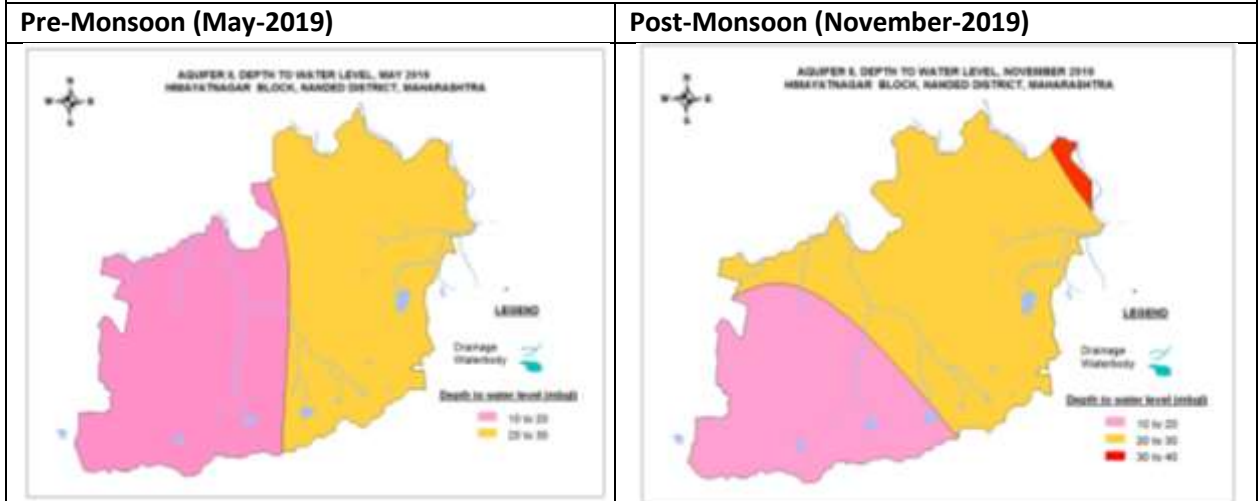 Pre-Monsoon (May-2019)
Post-Monsoon (November-2019)
AQUIFER II, DEPTH TO WATER LEVEL, MAY 2019
HIMAYATNAGAR BLOCK, NANDED DISTRICT, MAHARASHTRA
N
W E
S
LEGEND
Drainage
Waterbody
Depth to water level (mbgl)
10 to 20
20 to 30
AQUIFER II, DEPTH TO WATER LEVEL, NOVEMBER 2019
HIMAYATNAGAR BLOCK, NANDED DISTRICT, MAHARASHTRA
N
W E
S
LEGEND
Drainage
Waterbody
Depth to water level (mbgl)
10 to 20
20 to 30
30 to 40